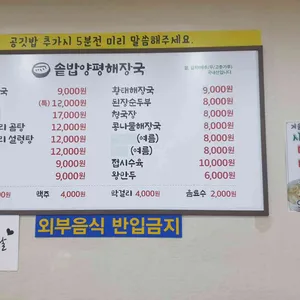 공깃밥 추가시 5분전 미리 말씀해주세요.
솥밥양평해장국
국 9,000원 황태해장국 9,000원
(특) 12,000원 된장순두부 8,000원
17,000원 청국장 8,000원
리 곰탕 12,000원 콩나물해장국 8,000원
리 설렁탕 12,000원 (여름) 8,000원
12,000원 (여름) 8,000원
9,000원 접시수육 10,000원
9,000원 왕만두 6,000원
맥주 4,000원 막걸리 4,000원 음료수 2,000원
외부음식 반입금지